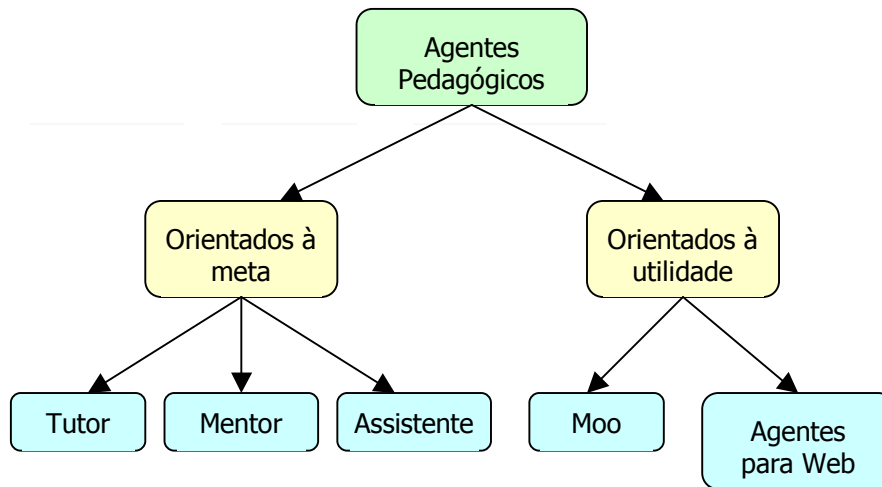 Agentes
Pedagógicos
Orientados à
meta
Orientados à
utilidade
Tutor
Mentor
Assistente
Moo
Agentes
para Web